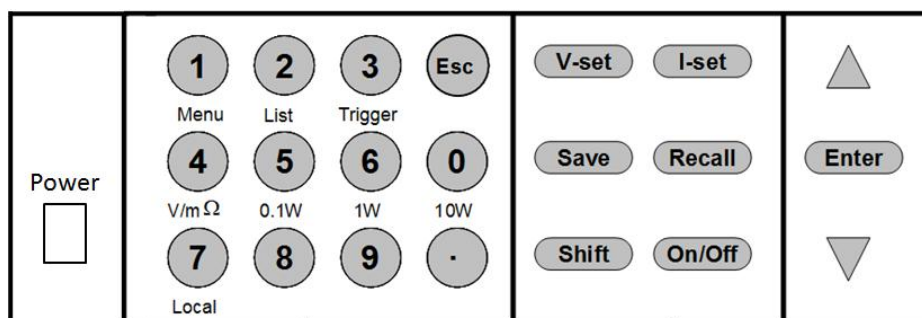 1 2 3 Esc V-set I-set
Menu List Trigger
4 5 6 0 Save Recall Enter
Power
V/mΩ 0.1W 1W 10W
7 8 9 . Shift On/Off
Local